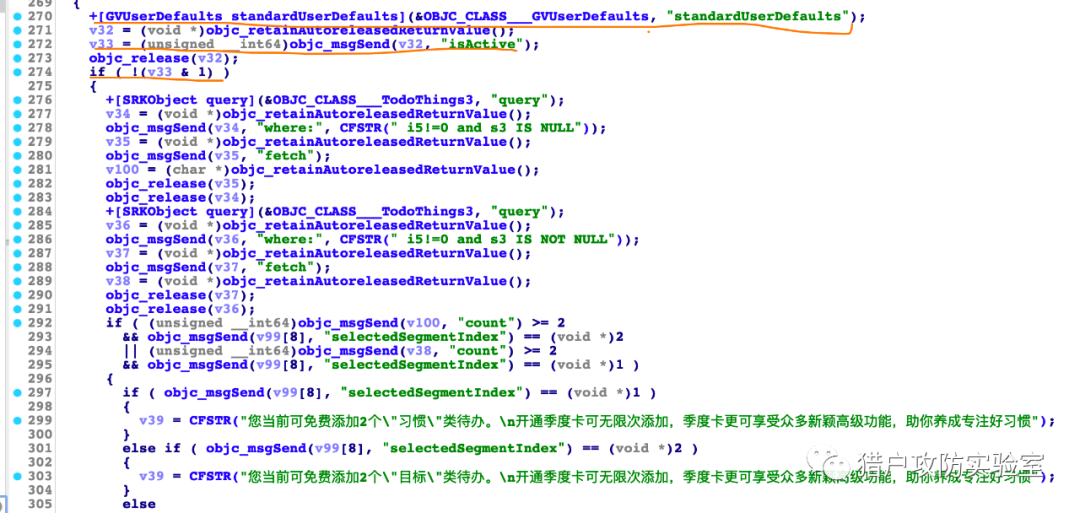 269 {
270 +[GVUserDefaults standardUserDefaults](&OBJC_CLASS___GVUserDefaults, "standardUserDefaults");
271 v32 = (void *)objc_retainAutoreleasedReturnValue();
272 v33 = (unsigned __int64)objc_msgSend(v32, "isActive");
273 objc_release(v32);
274 if ( !(v33 & 1) )
275 {
276 +[SRKObject query](&OBJC_CLASS___TodoThings3, "query");
277 v34 = (void *)objc_retainAutoreleasedReturnValue();
278 objc_msgSend(v34, "where:", CFSTR(" i5!=0 and s3 IS NULL"));
279 v35 = (void *)objc_retainAutoreleasedReturnValue();
280 objc_msgSend(v35, "fetch");
281 v100 = (char *)objc_retainAutoreleasedReturnValue();
282 objc_release(v35);
283 objc_release(v34);
284 +[SRKObject query](&OBJC_CLASS___TodoThings3, "query");
285 v36 = (void *)objc_retainAutoreleasedReturnValue();
286 objc_msgSend(v36, "where:", CFSTR(" i5!=0 and s3 IS NOT NULL"));
287 v37 = (void *)objc_retainAutoreleasedReturnValue();
288 objc_msgSend(v37, "fetch");
289 v38 = (void *)objc_retainAutoreleasedReturnValue();
290 objc_release(v37);
291 objc_release(v36);
292 if ( (unsigned __int64)objc_msgSend(v100, "count") >= 2
293 && objc_msgSend(v99[8], "selectedSegmentIndex") == (void *)2
294 || (unsigned __int64)objc_msgSend(v38, "count") >= 2
295 && objc_msgSend(v99[8], "selectedSegmentIndex") == (void *)1 )
296 {
297 if ( objc_msgSend(v99[8], "selectedSegmentIndex") == (void *)1 )
298 {
299 v39 = CFSTR("您当前可免费添加2个\"习惯\"类待办。\n开通季度卡可无限次添加，季度卡更可享受众多新颖高级功能，助你养成专注好习惯");
300 }
301 else if ( objc_msgSend(v99[8], "selectedSegmentIndex") == (void *)2 )
302 {
303 v39 = CFSTR("您当前可免费添加2个\"目标\"类待办。\n开通季度卡可无限次添加，季度卡更可享受众多新颖高级功能，助你养成专注好习惯");
304 }
305 else
猎户攻防实验室